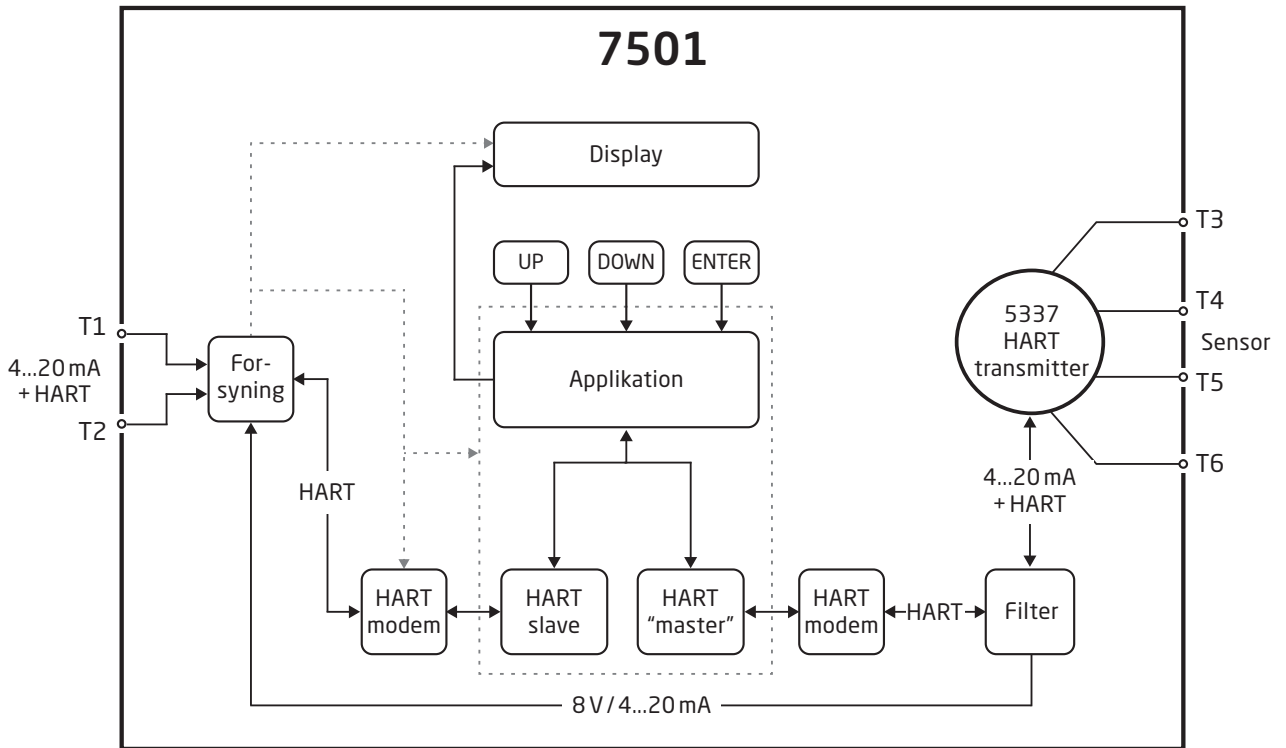 7501
Display
UP
DOWN
ENTER
T1
4...20 mA
+ HART
T2
For-
syning
Applikation
5337
HART
transmitter
T3
T4
Sensor
T5
T6
HART
4...20 mA
+ HART
HART
modem
HART
slave
HART
“master”
HART
modem
HART
Filter
8 V / 4...20 mA